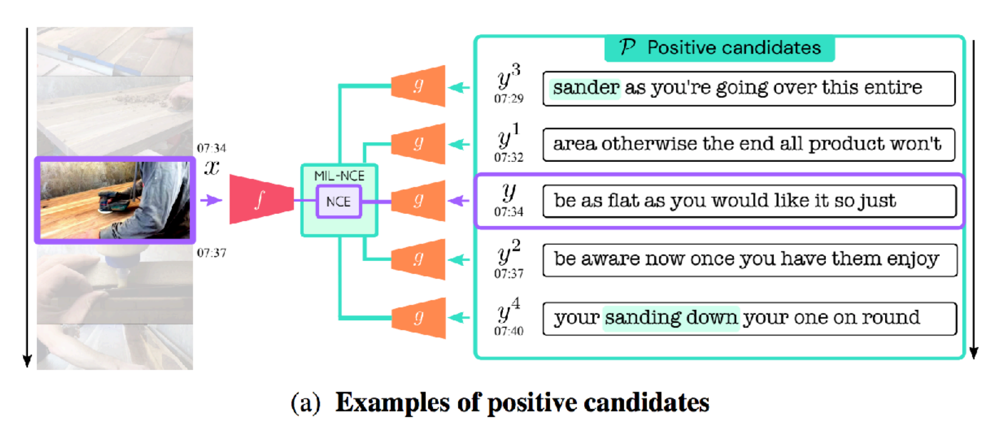 𝒫 Positive candidates
y³ sander as you're going over this entire
07:29
y¹ area otherwise the end all product won't
07:32
07:34
x
y be as flat as you would like it so just
07:34
07:37
y² be aware now once you have them enjoy
07:37
y⁴ your sanding down your one on round
07:40
f
MIL-NCE
NCE
g
g
g
g
g
(a) Examples of positive candidates